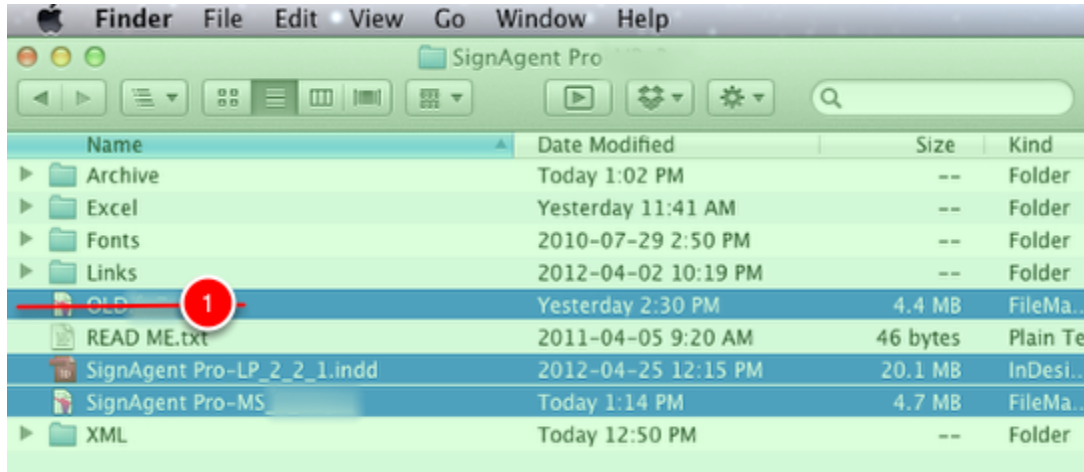 Finder File Edit View Go Window Help
SignAgent Pro
Name Date Modified Size Kind
Archive Today 1:02 PM -- Folder
Excel Yesterday 11:41 AM -- Folder
Fonts 2010-07-29 2:50 PM -- Folder
Links 2012-04-02 10:19 PM -- Folder
OLD 1 Yesterday 2:30 PM 4.4 MB FileMa...
READ ME.txt 2011-04-05 9:20 AM 46 bytes Plain Te
SignAgent Pro-LP_2_2_1.indd 2012-04-25 12:15 PM 20.1 MB InDesi...
SignAgent Pro-MS_ Today 1:14 PM 4.7 MB FileMa...
XML Today 12:50 PM -- Folder